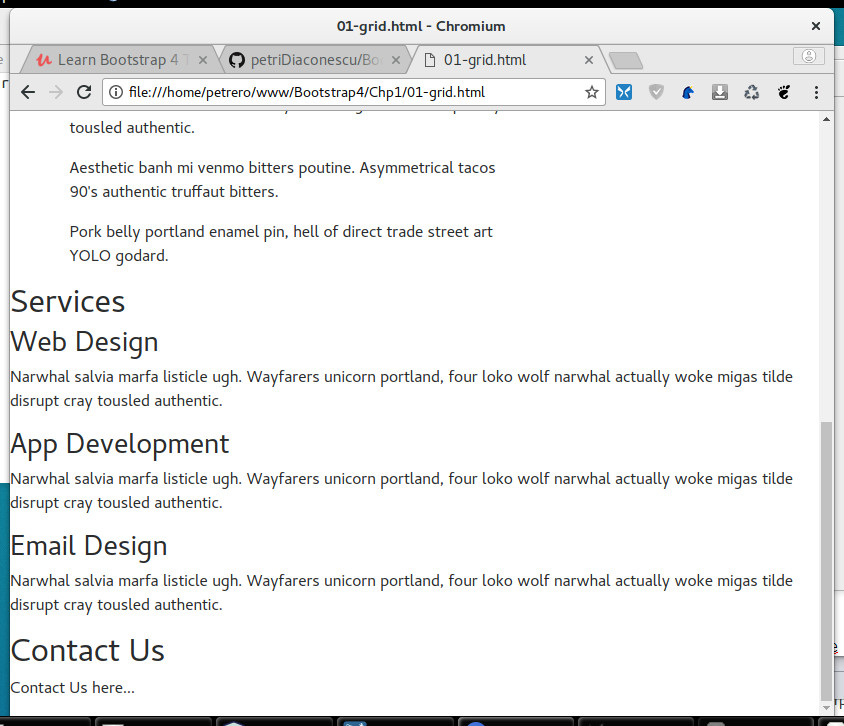 01-grid.html - Chromium
Learn Bootstrap 4 T
petriDiaconescu/Bo
01-grid.html
file:///home/petrero/www/Bootstrap4/Chp1/01-grid.html
tousled authentic.
Aesthetic banh mi venmo bitters poutine. Asymmetrical tacos
90's authentic truffaut bitters.
Pork belly portland enamel pin, hell of direct trade street art
YOLO godard.
Services
Web Design
Narwhal salvia marfa listicle ugh. Wayfarers unicorn portland, four loko wolf narwhal actually woke migas tilde
disrupt cray tousled authentic.
App Development
Narwhal salvia marfa listicle ugh. Wayfarers unicorn portland, four loko wolf narwhal actually woke migas tilde
disrupt cray tousled authentic.
Email Design
Narwhal salvia marfa listicle ugh. Wayfarers unicorn portland, four loko wolf narwhal actually woke migas tilde
disrupt cray tousled authentic.
Contact Us
Contact Us here...